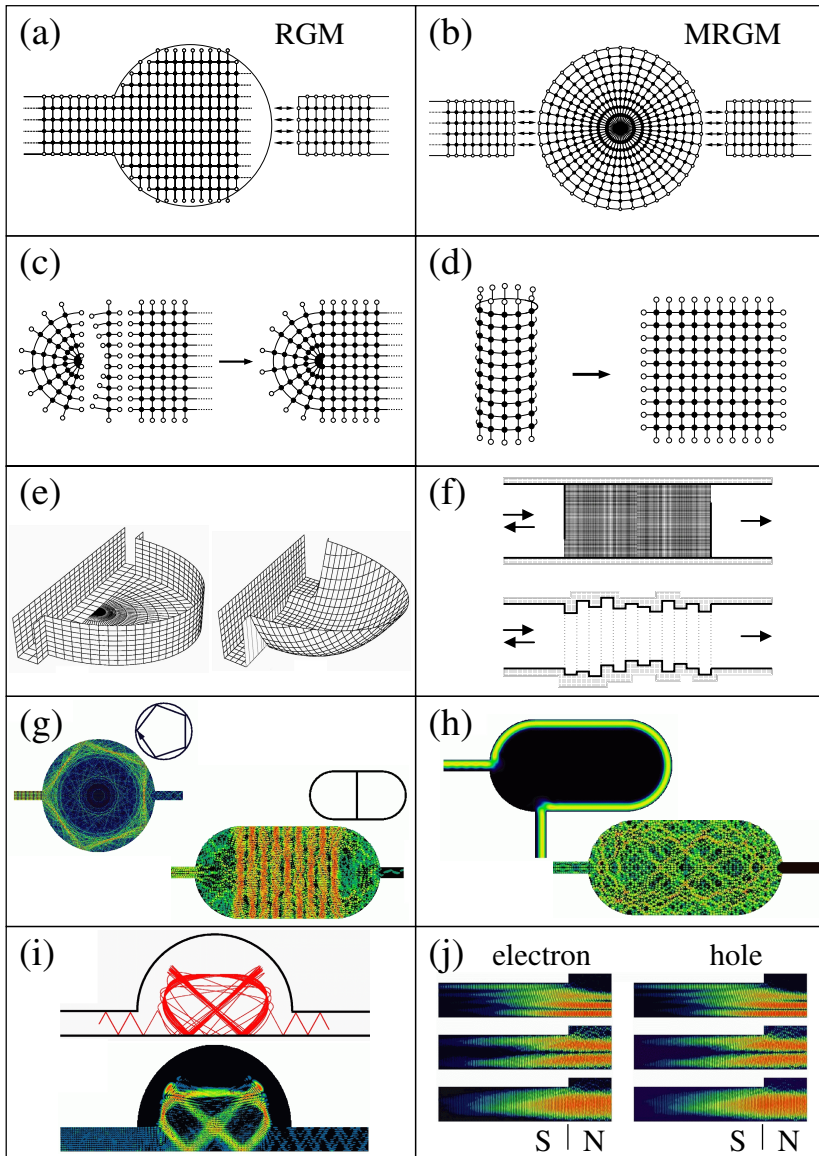 (a) RGM
(b) MRGM
(c)
(d)
(e)
(f)
(g)
(h)
(i)
(j) electron hole
S | N S | N